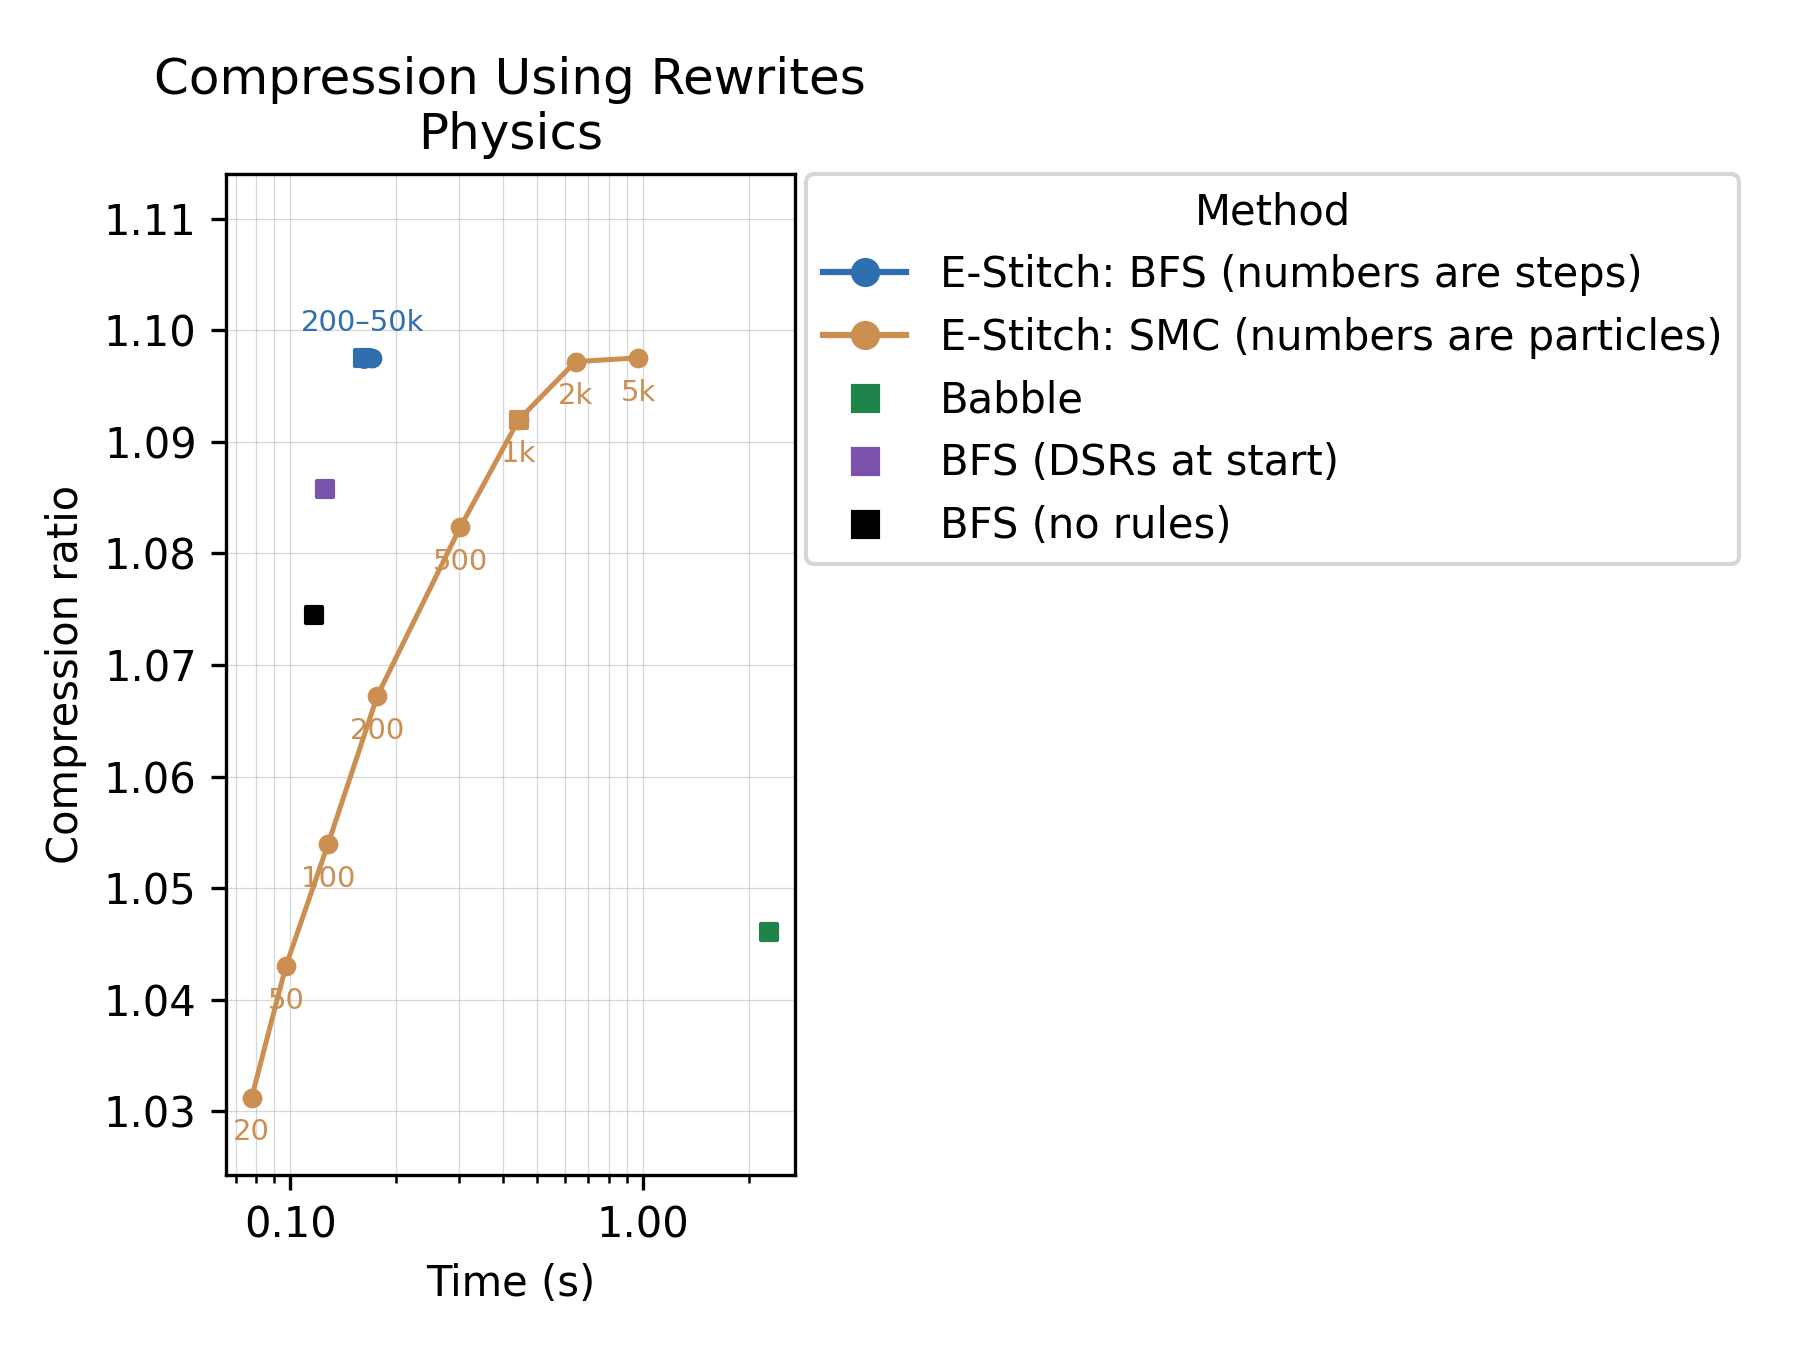 Compression Using Rewrites
Physics
1.11
1.10
1.09
1.08
1.07
1.06
1.05
1.04
1.03
Compression ratio
200–50k
20
50
100
200
500
1k
2k
5k
0.10
1.00
Time (s)
Method
E-Stitch: BFS (numbers are steps)
E-Stitch: SMC (numbers are particles)
Babble
BFS (DSRs at start)
BFS (no rules)